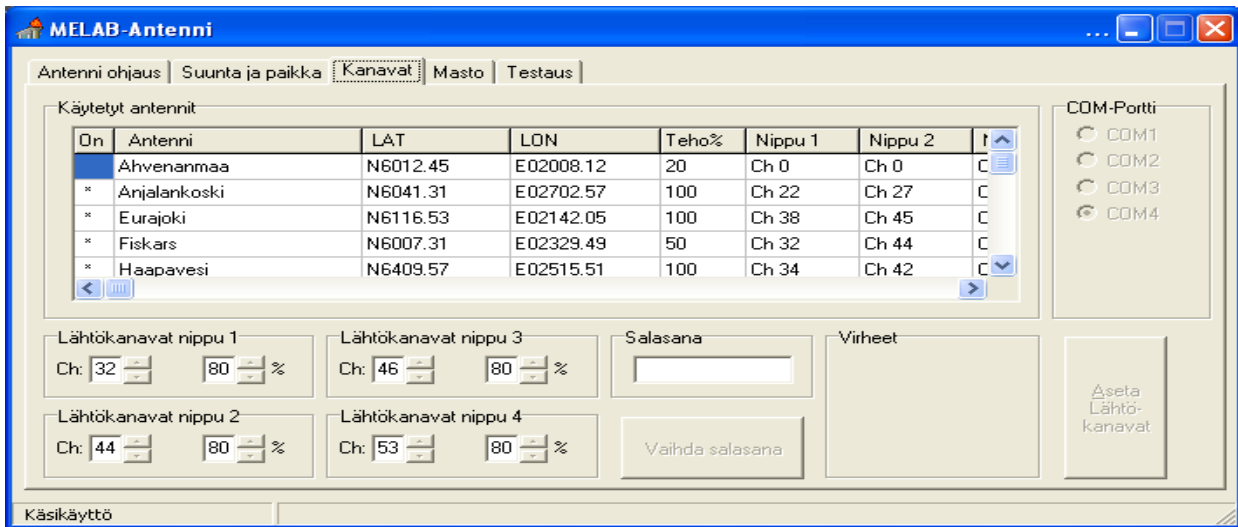 MELAB-Antenni ...
Antenni ohjaus Suunta ja paikka Kanavat Masto Testaus
Käytetyt antennit
On Antenni LAT LON Teho% Nippu 1 Nippu 2
Ahvenanmaa N6012.45 E02008.12 20 Ch 0 Ch 0 C
* Anjalankoski N6041.31 E02702.57 100 Ch 22 Ch 27 C
* Eurajoki N6116.53 E02142.05 100 Ch 38 Ch 45 C
* Fiskars N6007.31 E02329.49 50 Ch 32 Ch 44 C
* Haapavesi N6409.57 E02515.51 100 Ch 34 Ch 42 C
COM-Portti
COM1
COM2
COM3
COM4
Lähtökanavat nippu 1
Ch: 32 80 %
Lähtökanavat nippu 3
Ch: 46 80 %
Salasana
Virheet
Lähtökanavat nippu 2
Ch: 44 80 %
Lähtökanavat nippu 4
Ch: 53 80 %
Vaihda salasana
Aseta
Lähtö-
kanavat
Käsikäyttö